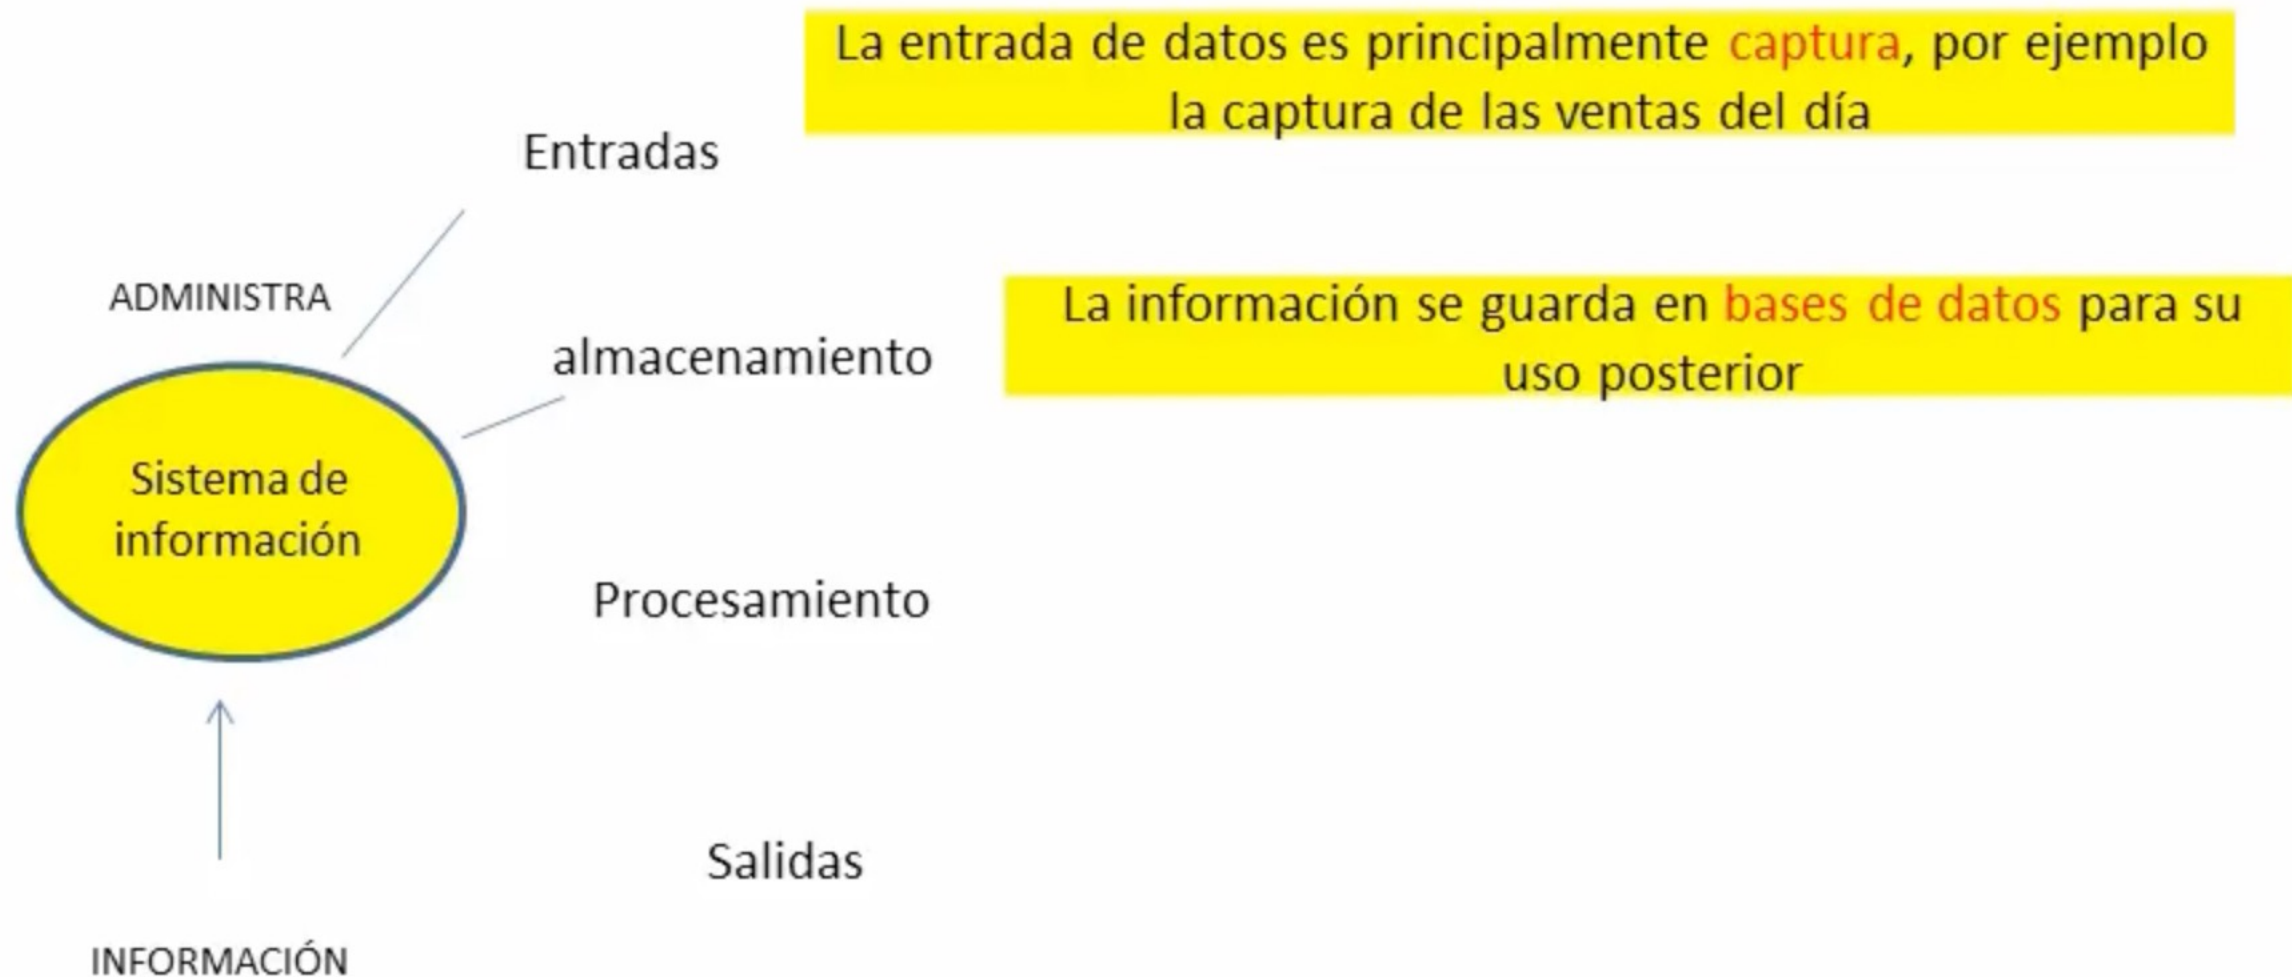 La entrada de datos es principalmente captura, por ejemplo
la captura de las ventas del día
Entradas
ADMINISTRA
La información se guarda en bases de datos para su
uso posterior
almacenamiento
Sistema de
información
Procesamiento
Salidas
INFORMACIÓN